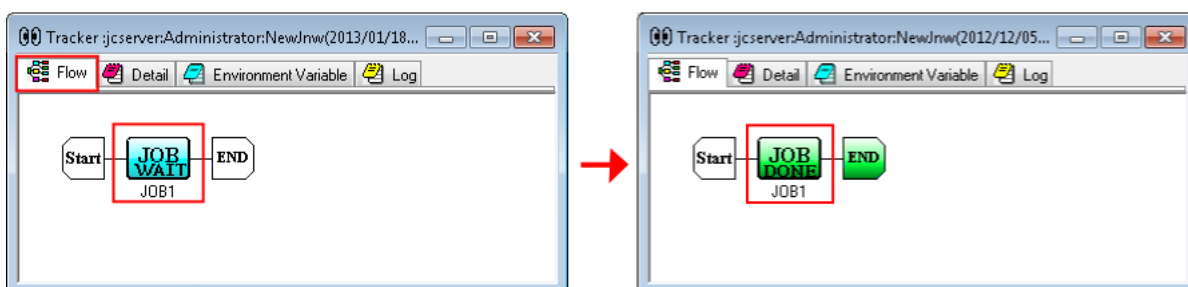 Tracker :jcserver:Administrator:NewJnw(2013/01/18...
Flow Detail Environment Variable Log
Start JOB WAIT END
JOB1
Tracker :jcserver:Administrator:NewJnw(2012/12/05...
Flow Detail Environment Variable Log
Start JOB DONE END
JOB1